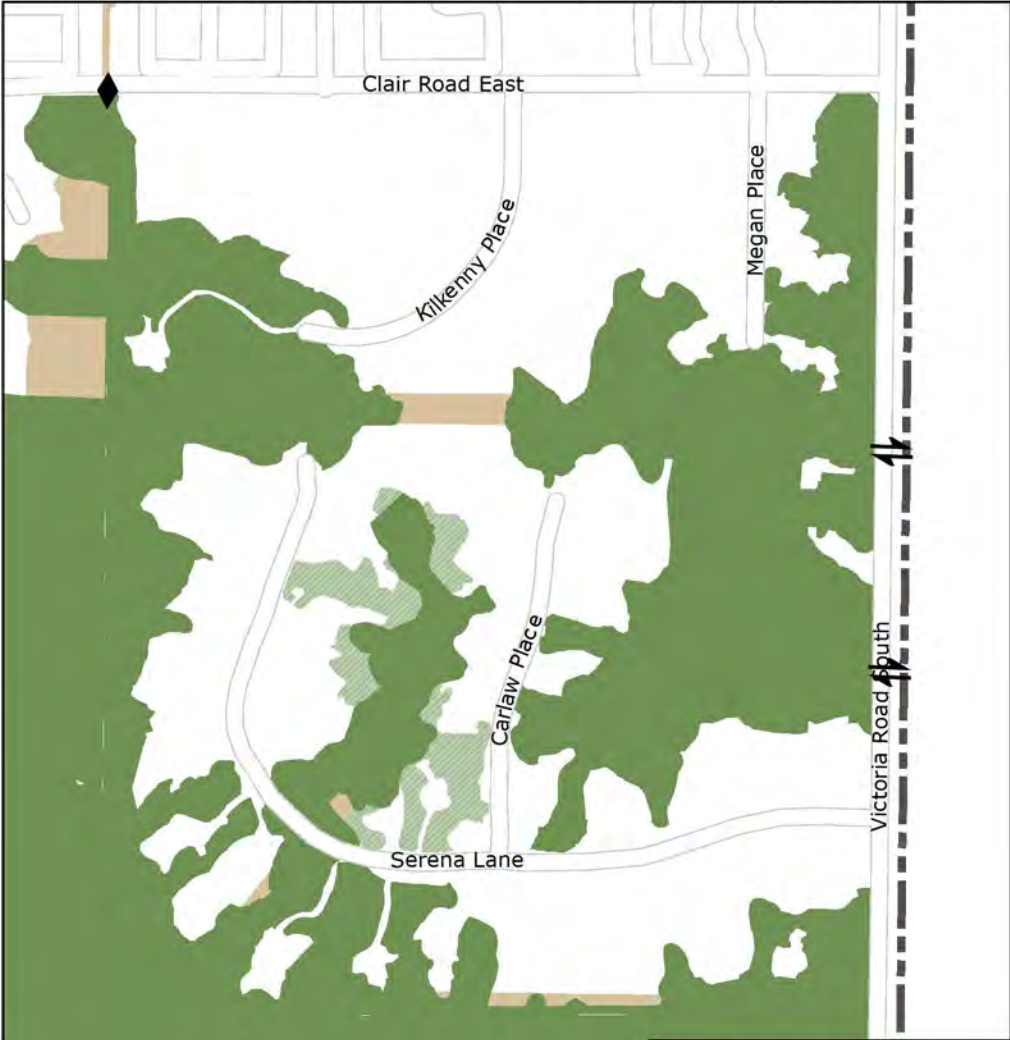 Clair Road East
Megan Place
Kilkenny Place
Carlaw Place
Victoria Road South
Serena Lane